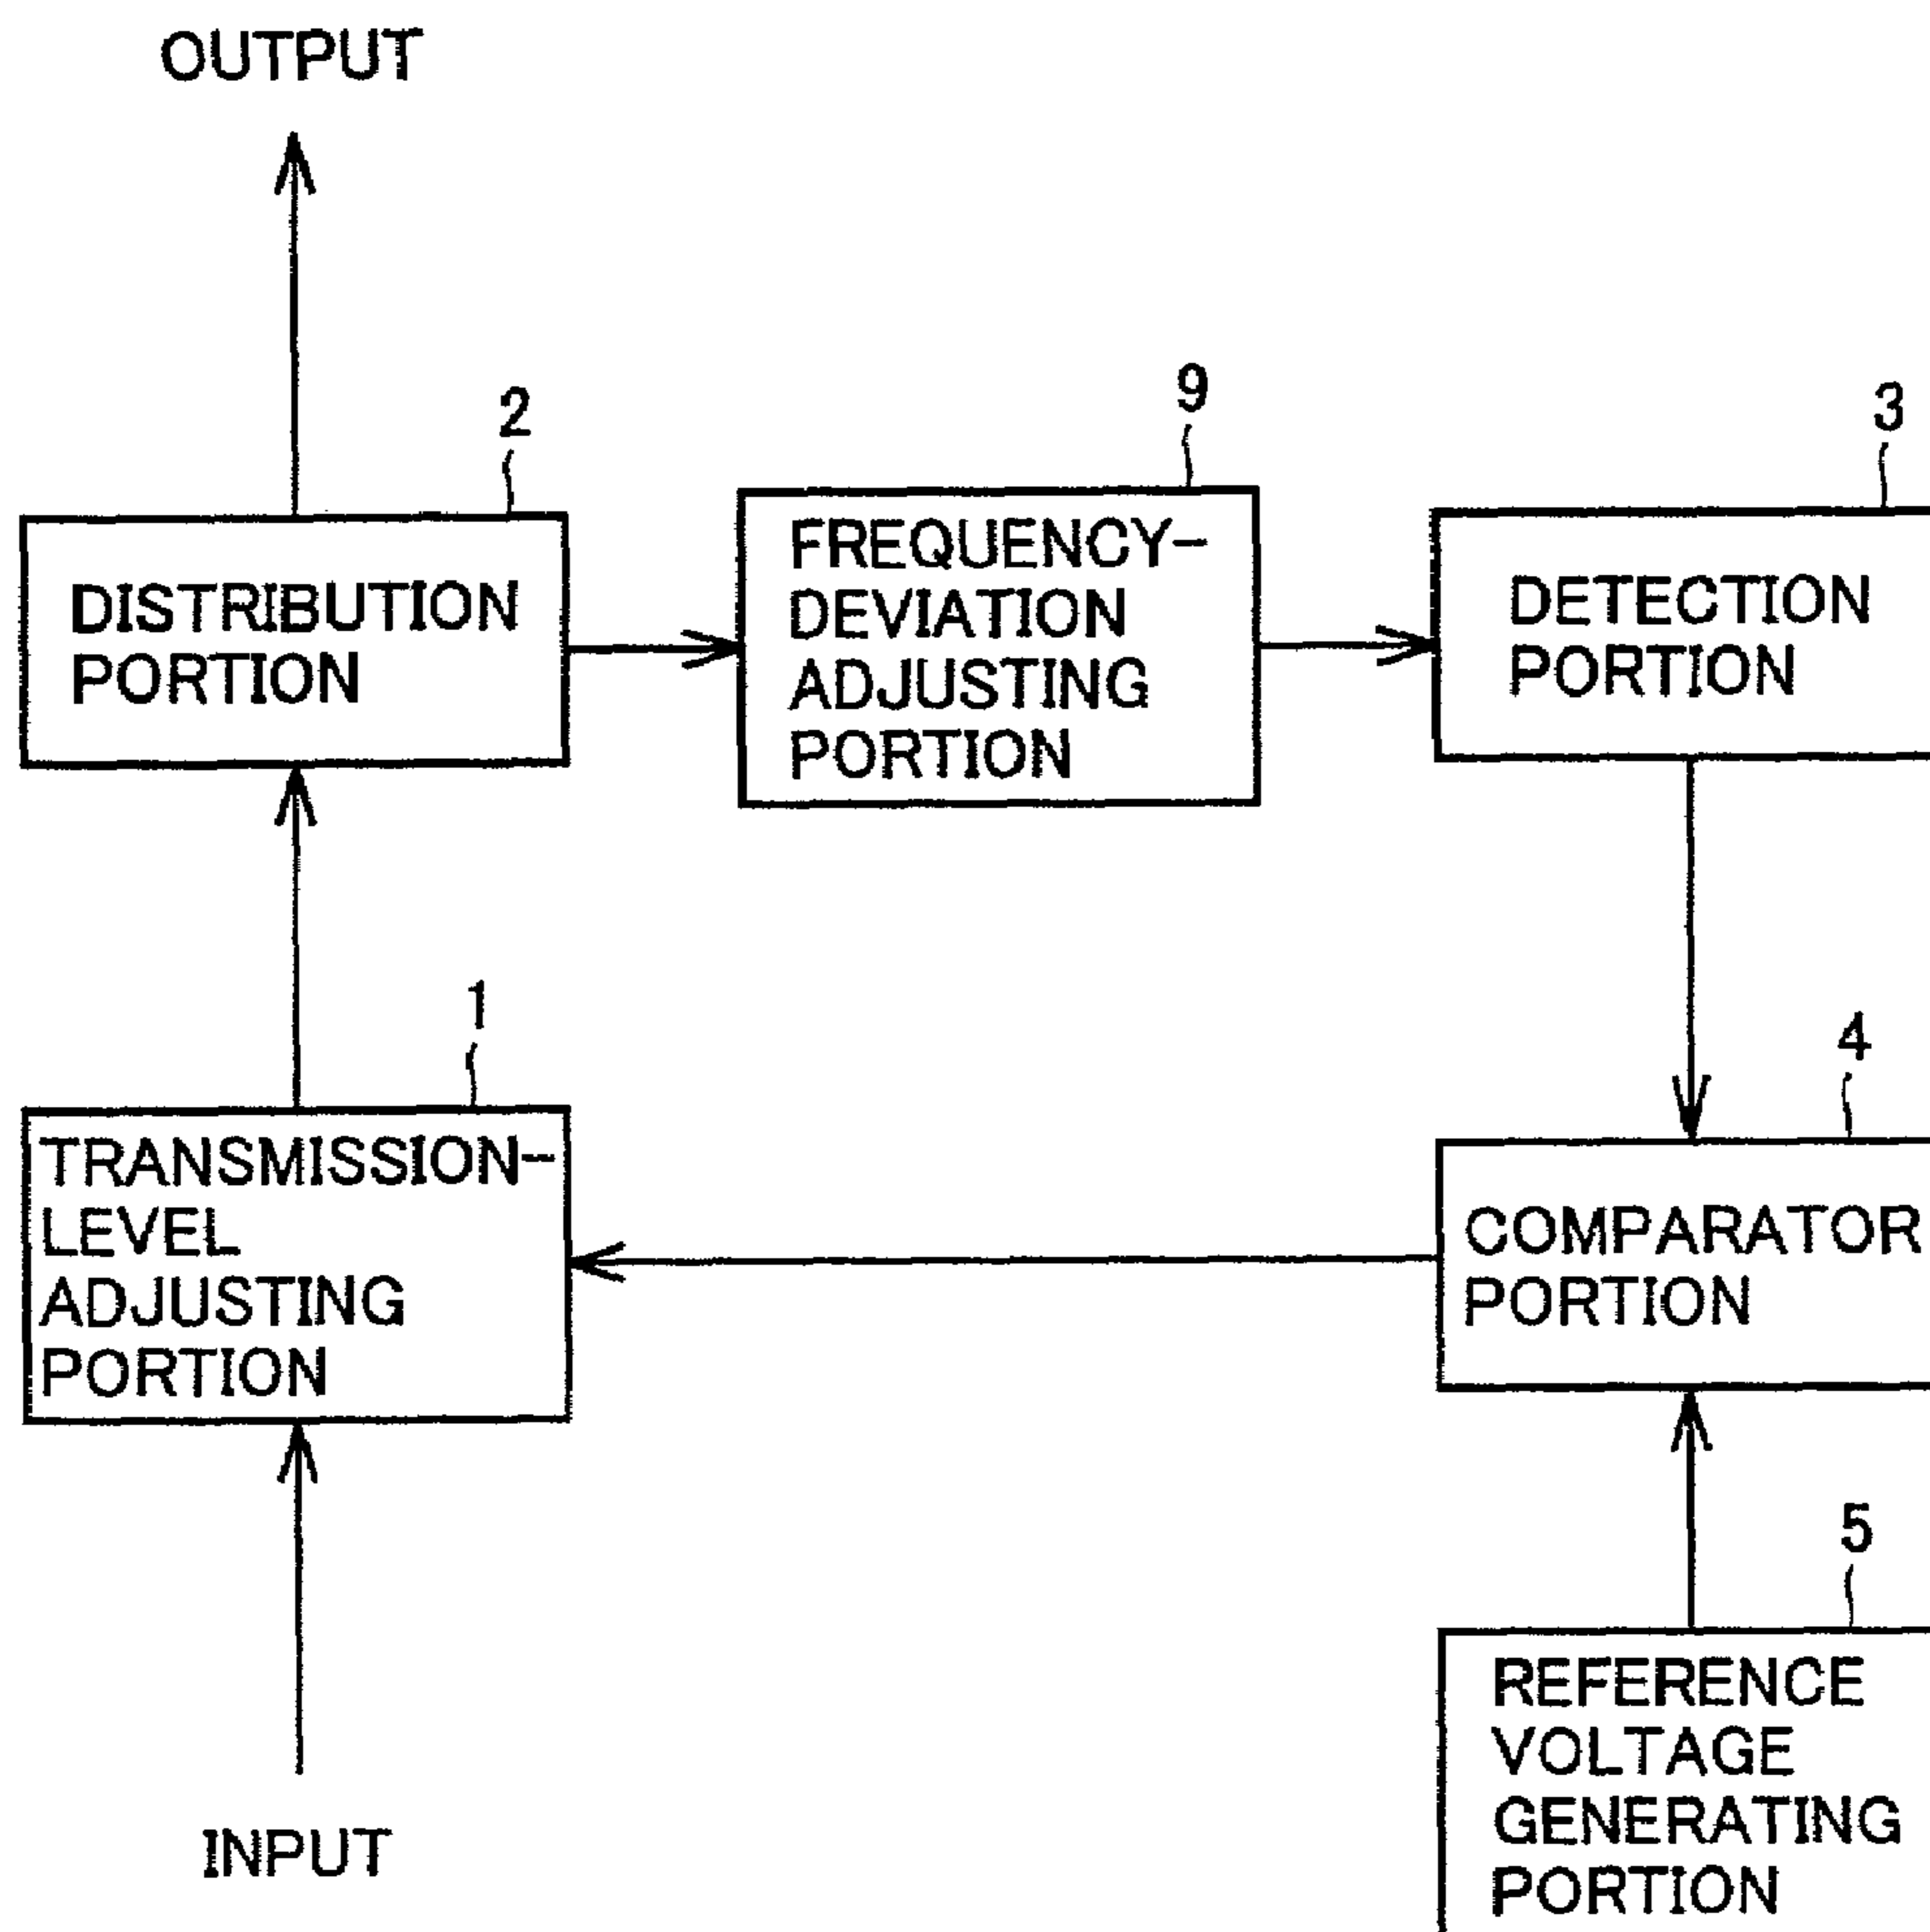 OUTPUT
2
9
3
DISTRIBUTION
PORTION
FREQUENCY-
DEVIATION
ADJUSTING
PORTION
DETECTION
PORTION
1
4
TRANSMISSION-
LEVEL
ADJUSTING
PORTION
COMPARATOR
PORTION
5
REFERENCE
VOLTAGE
GENERATING
PORTION
INPUT